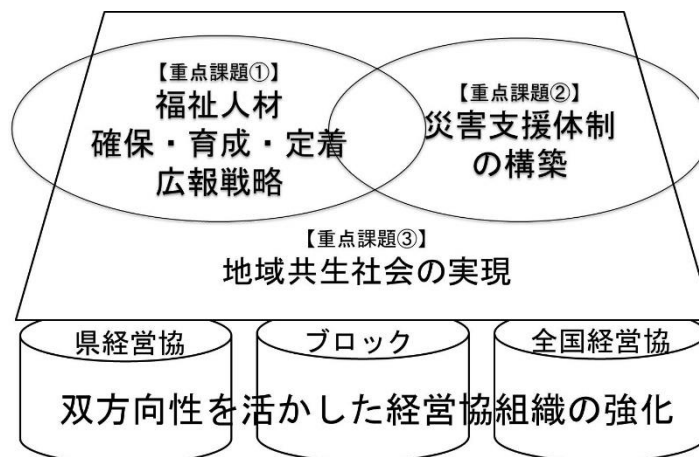 【重点課題①】
福祉人材
確保・育成・定着
広報戦略
【重点課題②】
災害支援体制
の構築
【重点課題③】
地域共生社会の実現
県経営協
ブロック
全国経営協
双方向性を活かした経営協組織の強化